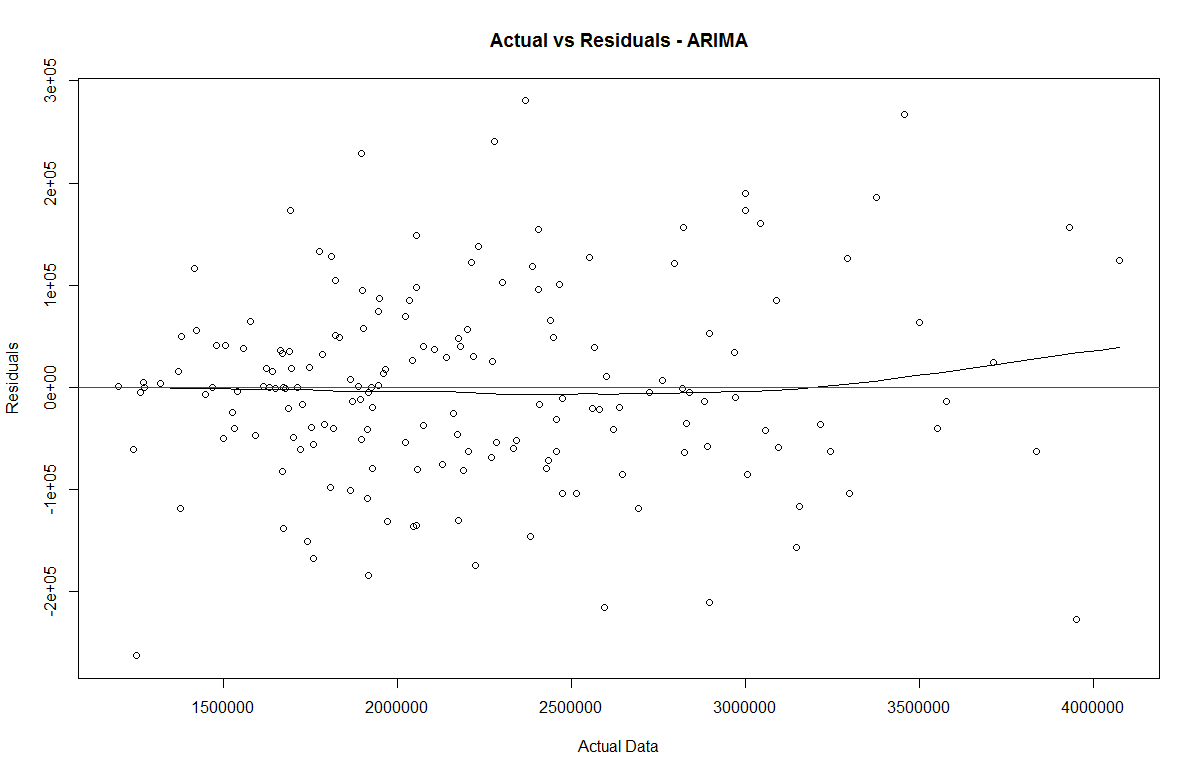 Actual vs Residuals - ARIMA
3e+05
2e+05
1e+05
0e+00
-1e+05
-2e+05
Residuals
1500000 2000000 2500000 3000000 3500000 4000000
Actual Data